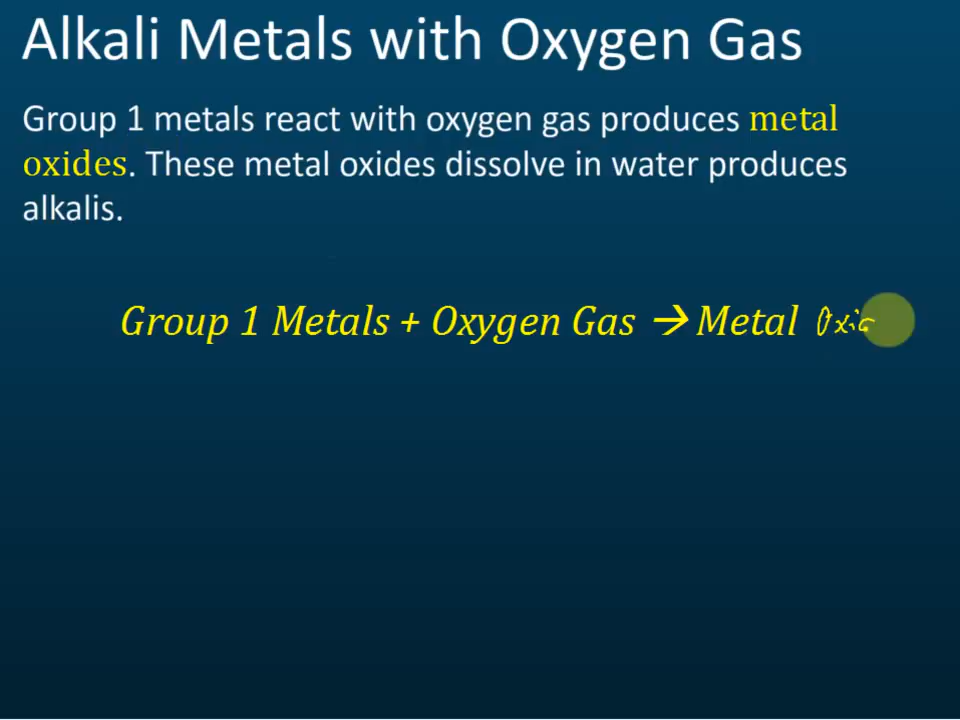 Alkali Metals with Oxygen Gas
Group 1 metals react with oxygen gas produces metal
oxides. These metal oxides dissolve in water produces
alkalis.
Group 1 Metals + Oxygen Gas → Metal